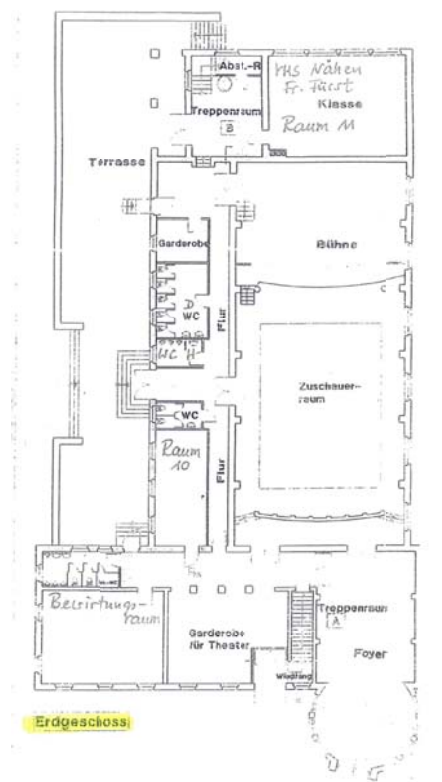 Abst.-R
VHS Nähen
Fr. Fürst
Klasse
Treppenraum
B
Raum 11
Terrasse
Garderobe
Bühne
D
WC
Flur
WC H
Zuschauer-
raum
WC
Raum
10
Flur
Bewirtungs-
raum
Treppenraum
A
Garderobe
für Theater
Foyer
Windfang
Erdgeschoss